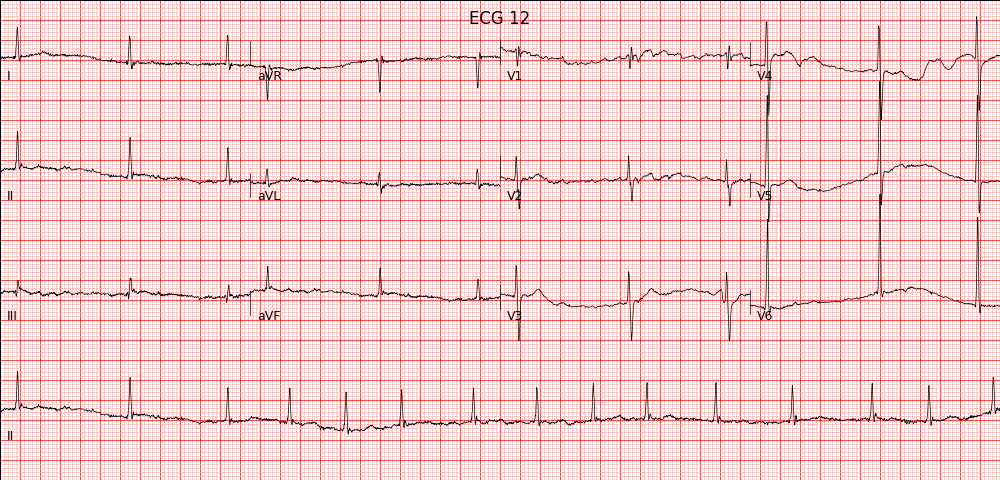 ECG 12
I aVR V1 V4
II aVL V2 V5
III aVF V3 V6
II